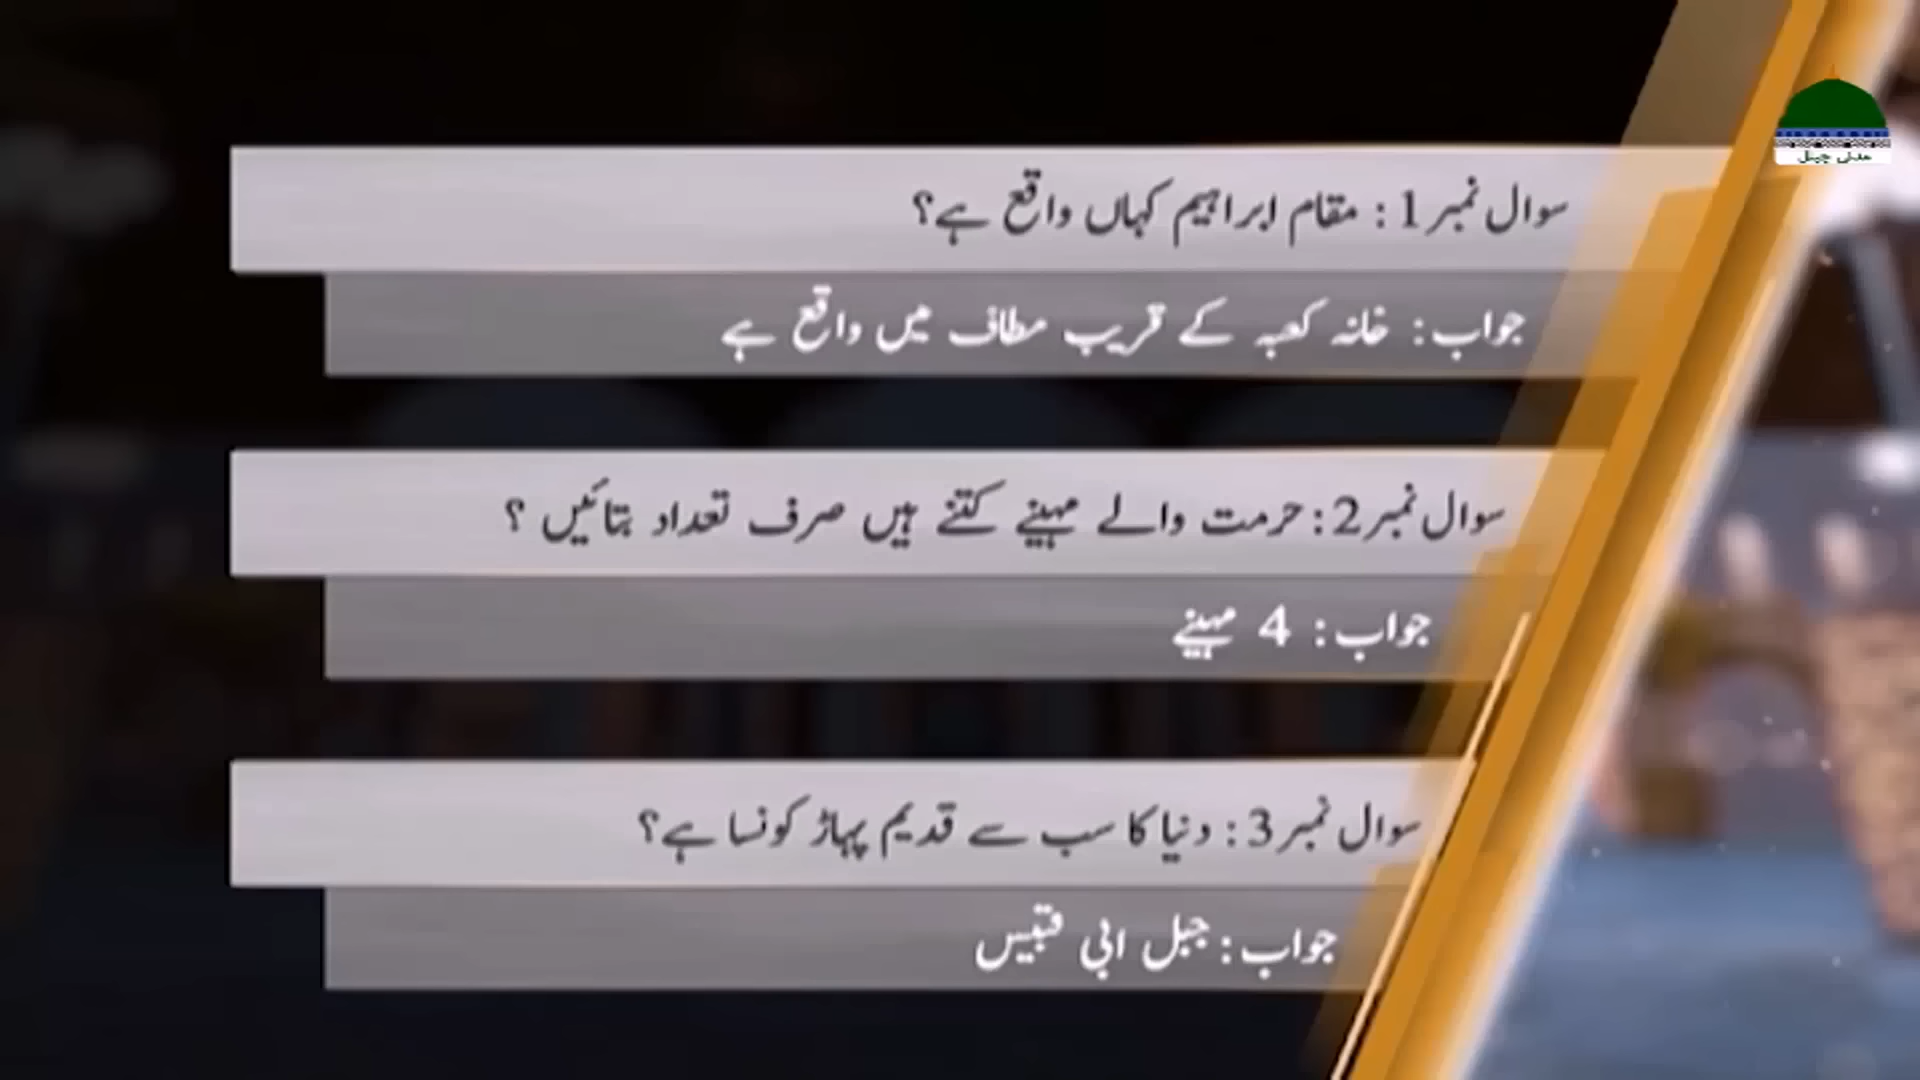 مدنی چینل
سوال نمبر 1 : مقام ابراہیم کہاں واقع ہے؟
جواب : خانہ کعبہ کے قریب مطاف میں واقع ہے
سوال نمبر 2 : حرمت والے مہینے کتنے ہیں صرف تعداد بتائیں ؟
جواب : 4 مہینے
سوال نمبر 3 : دنیا کا سب سے قدیم پہاڑ کونسا ہے؟
جواب : جبل ابی قبیس